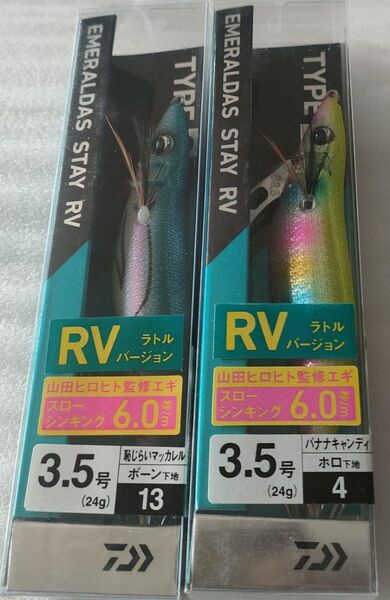 EMERALDAS STAY RV
TYPE
RV
ラトル
バージョン
山田ヒロヒト監修エギ
スロー
シンキング 6.0 秒/m
3.5号
(24g)
恥じらいマッカレル
ボーン下地
13
EMERALDAS STAY RV
TYPE
RV
ラトル
バージョン
山田ヒロヒト監修エギ
スロー
シンキング 6.0 秒/m
3.5号
(24g)
バナナキャンディ
ホロ下地
4